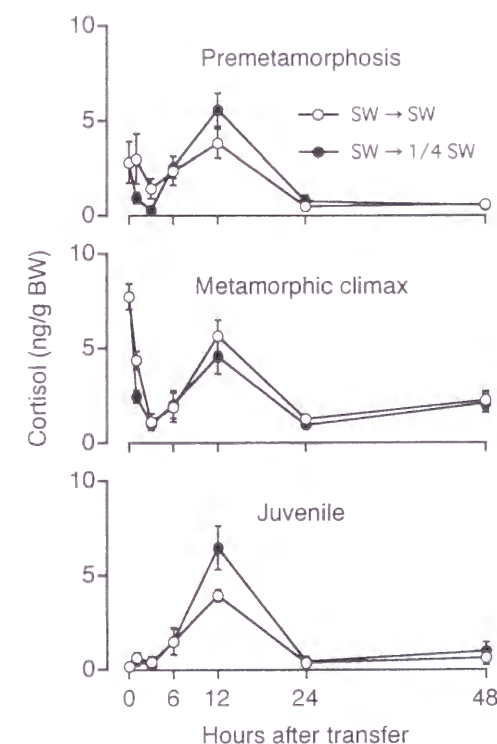 10
Premetamorphosis
SW → SW
5
SW → 1/4 SW
0
10
Metamorphic climax
5
0
Cortisol (ng/g BW)
10
Juvenile
5
0
0 6 12 24 48
Hours after transfer